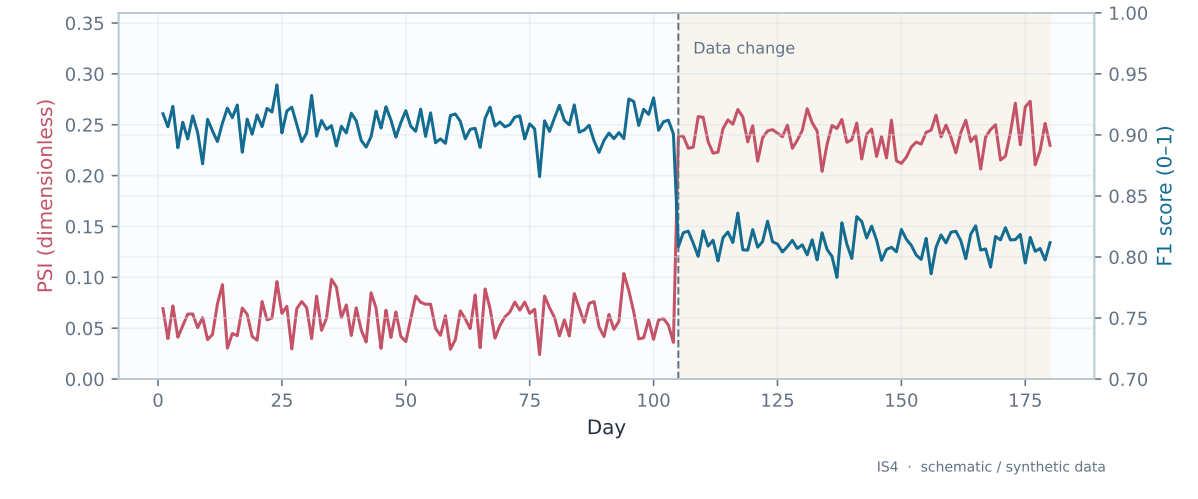 0.35
0.30
0.25
0.20
0.15
0.10
0.05
0.00
PSI (dimensionless)
Data change
1.00
0.95
0.90
0.85
0.80
0.75
0.70
F1 score (0–1)
0 25 50 75 100 125 150 175
Day
IS4 · schematic / synthetic data